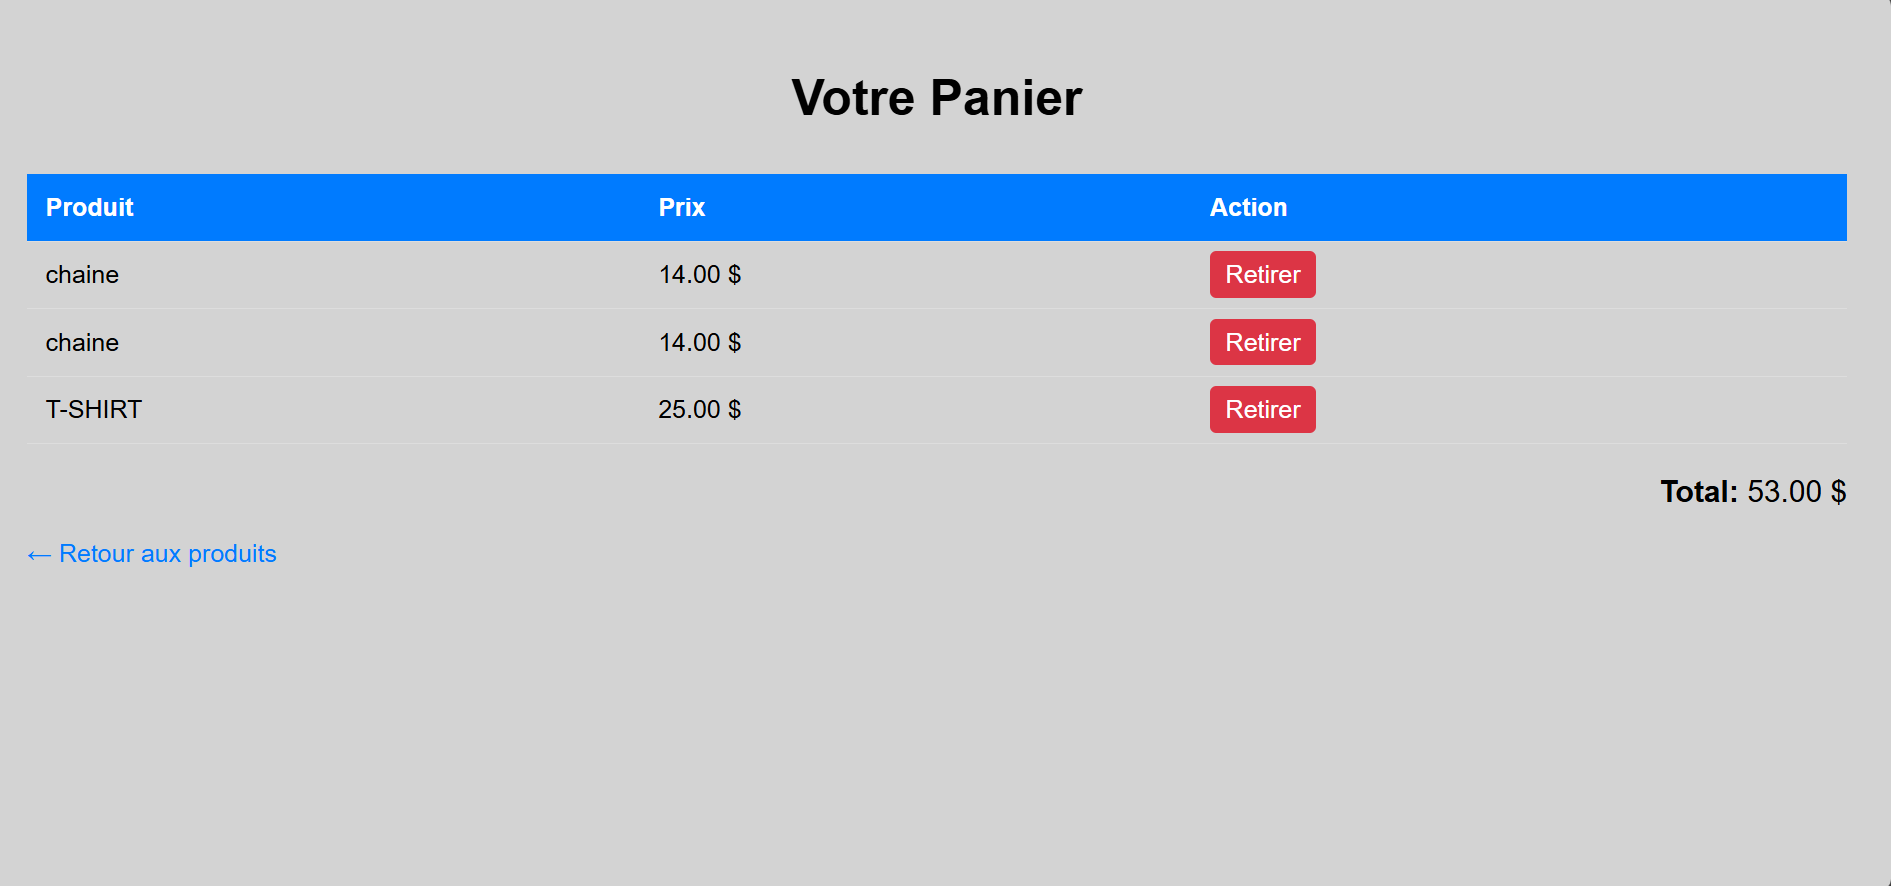 Votre Panier
Produit Prix Action
chaine 14.00 $ Retirer
chaine 14.00 $ Retirer
T-SHIRT 25.00 $ Retirer
Total: 53.00 $
← Retour aux produits